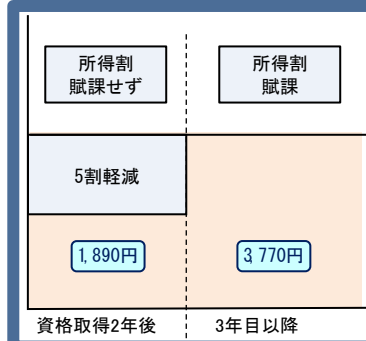 所得割
賦課せず
所得割
賦課
5割軽減
1,890円
3,770円
資格取得2年後
3年目以降